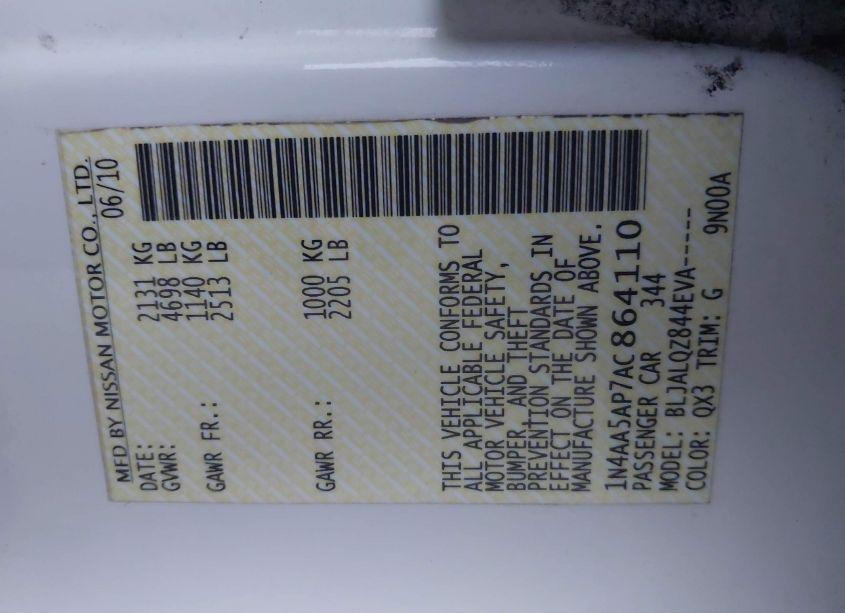 MFD BY NISSAN MOTOR CO., LTD.
DATE: 06/10
GVWR: 2131 KG
4698 LB
GAWR FR.: 1140 KG
2513 LB
GAWR RR.: 1000 KG
2205 LB
THIS VEHICLE CONFORMS TO
ALL APPLICABLE FEDERAL
MOTOR VEHICLE SAFETY,
BUMPER, AND THEFT
PREVENTION STANDARDS IN
EFFECT ON THE DATE OF
MANUFACTURE SHOWN ABOVE.
1N4AA5AP7AC864110
PASSENGER CAR 344
MODEL: BLJALQZ844EVA-----
COLOR: QX3 TRIM: G 9N00A